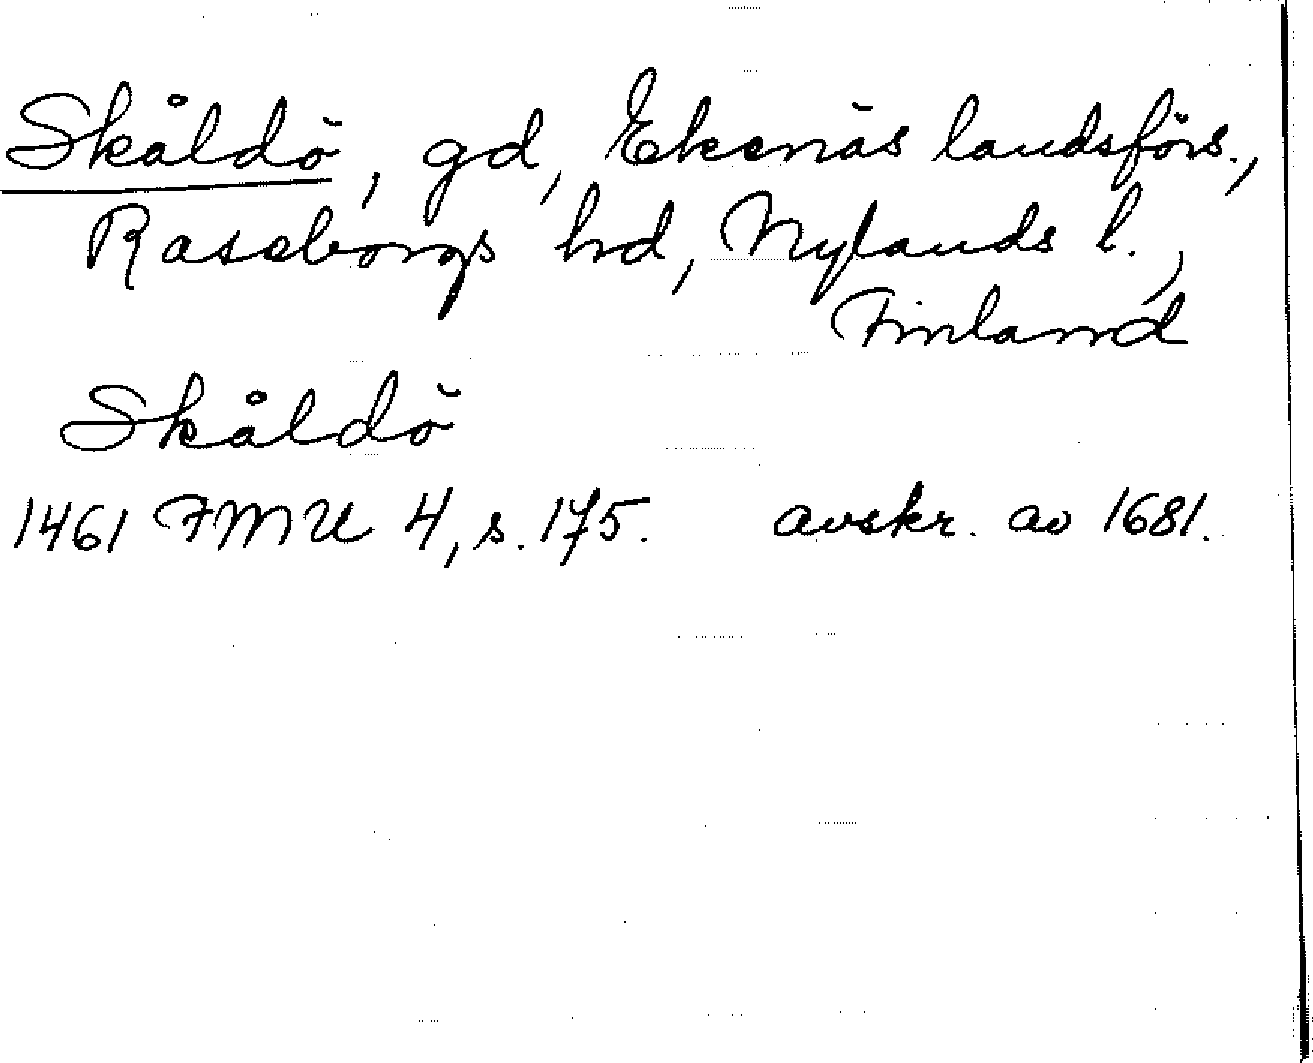 Skåldö, gd, Ekenäs landsförs.,
Raseborgs hd, Nylands l.,
Finland
Skåldö
1461 FMU 4, s. 175. avskr. av 1681.